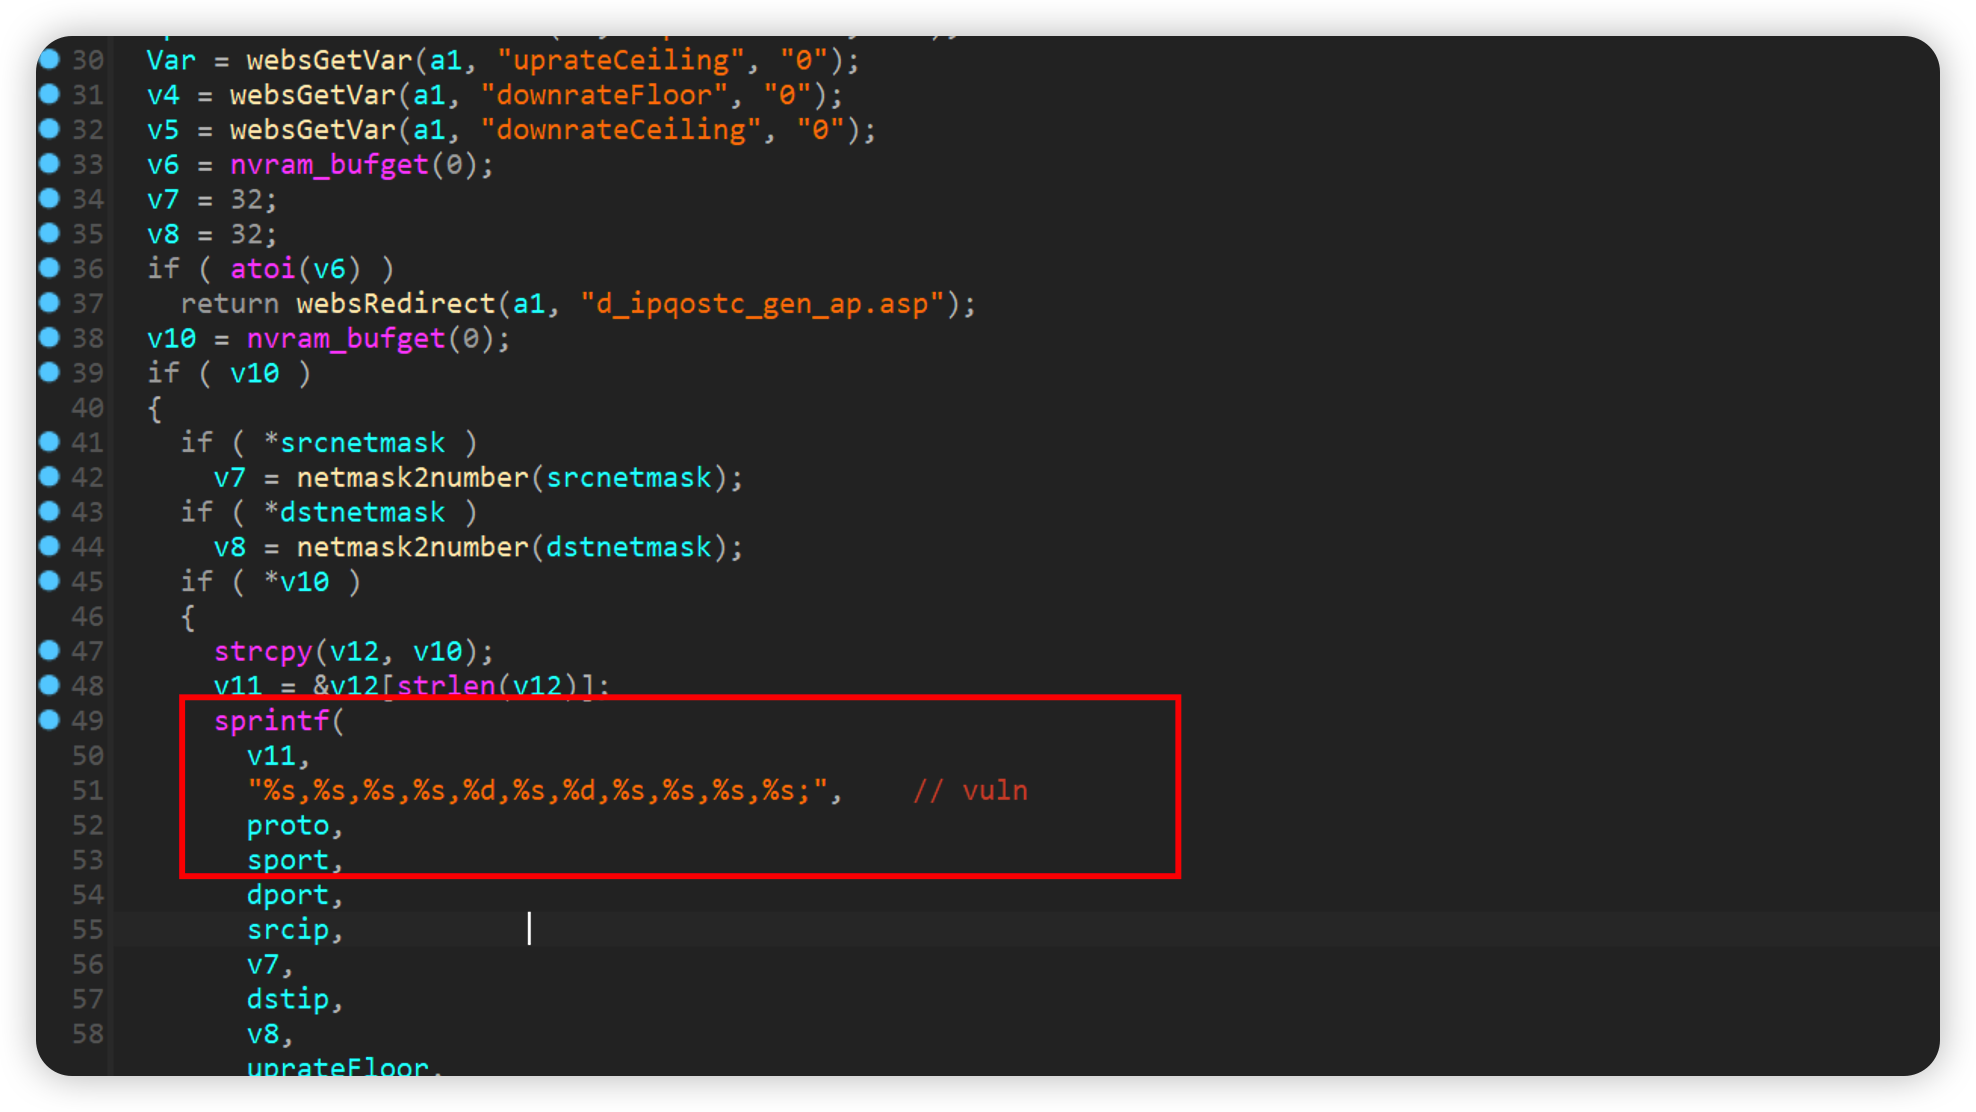 30 Var = websGetVar(a1, "uprateCeiling", "0");
31 v4 = websGetVar(a1, "downrateFloor", "0");
32 v5 = websGetVar(a1, "downrateCeiling", "0");
33 v6 = nvram_bufget(0);
34 v7 = 32;
35 v8 = 32;
36 if ( atoi(v6) )
37 return websRedirect(a1, "d_ipqostc_gen_ap.asp");
38 v10 = nvram_bufget(0);
39 if ( v10 )
40 {
41 if ( *srcnetmask )
42 v7 = netmask2number(srcnetmask);
43 if ( *dstnetmask )
44 v8 = netmask2number(dstnetmask);
45 if ( *v10 )
46 {
47 strcpy(v12, v10);
48 v11 = &v12[strlen(v12)];
49 sprintf(
50 v11,
51 "%s,%s,%s,%s,%d,%s,%d,%s,%s,%s,%s;", // vuln
52 proto,
53 sport,
54 dport,
55 srcip,
56 v7,
57 dstip,
58 v8,
uprateFloor,